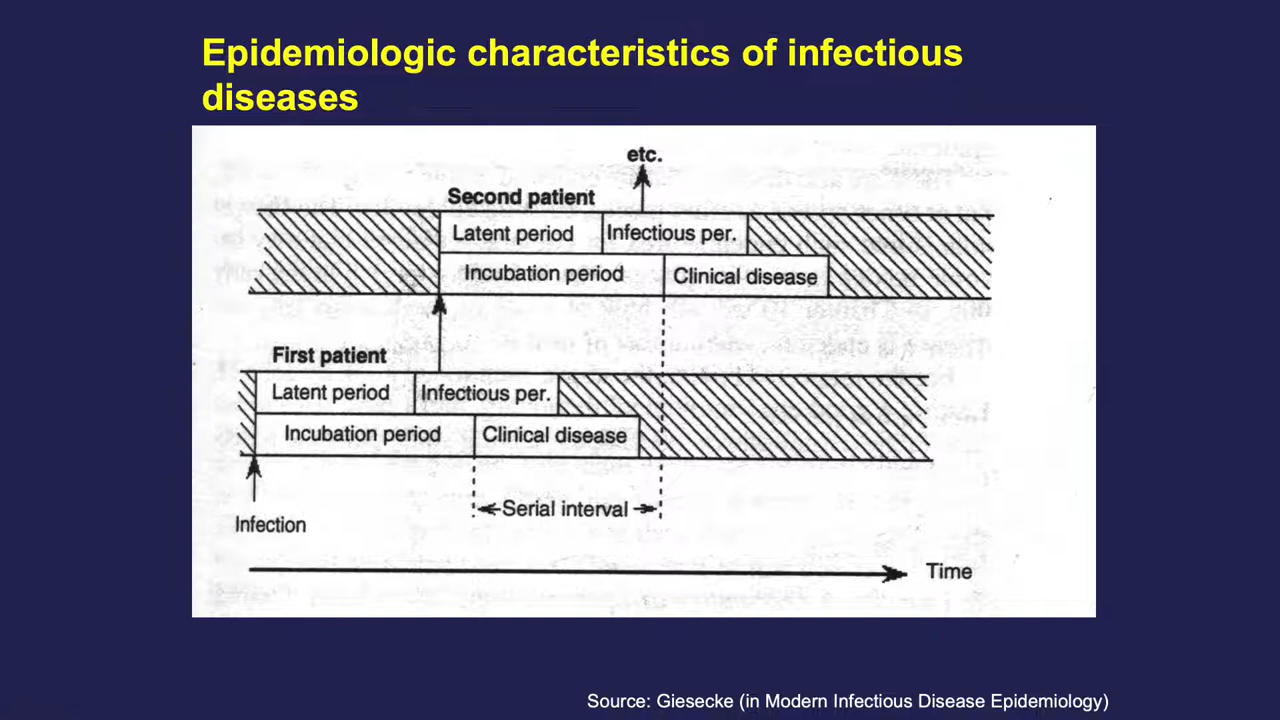 Epidemiologic characteristics of infectious
diseases
etc.
Second patient
Latent period
Infectious per.
Incubation period
Clinical disease
First patient
Latent period
Infectious per.
Incubation period
Clinical disease
Serial interval
Infection
Time
Source: Giesecke (in Modern Infectious Disease Epidemiology)